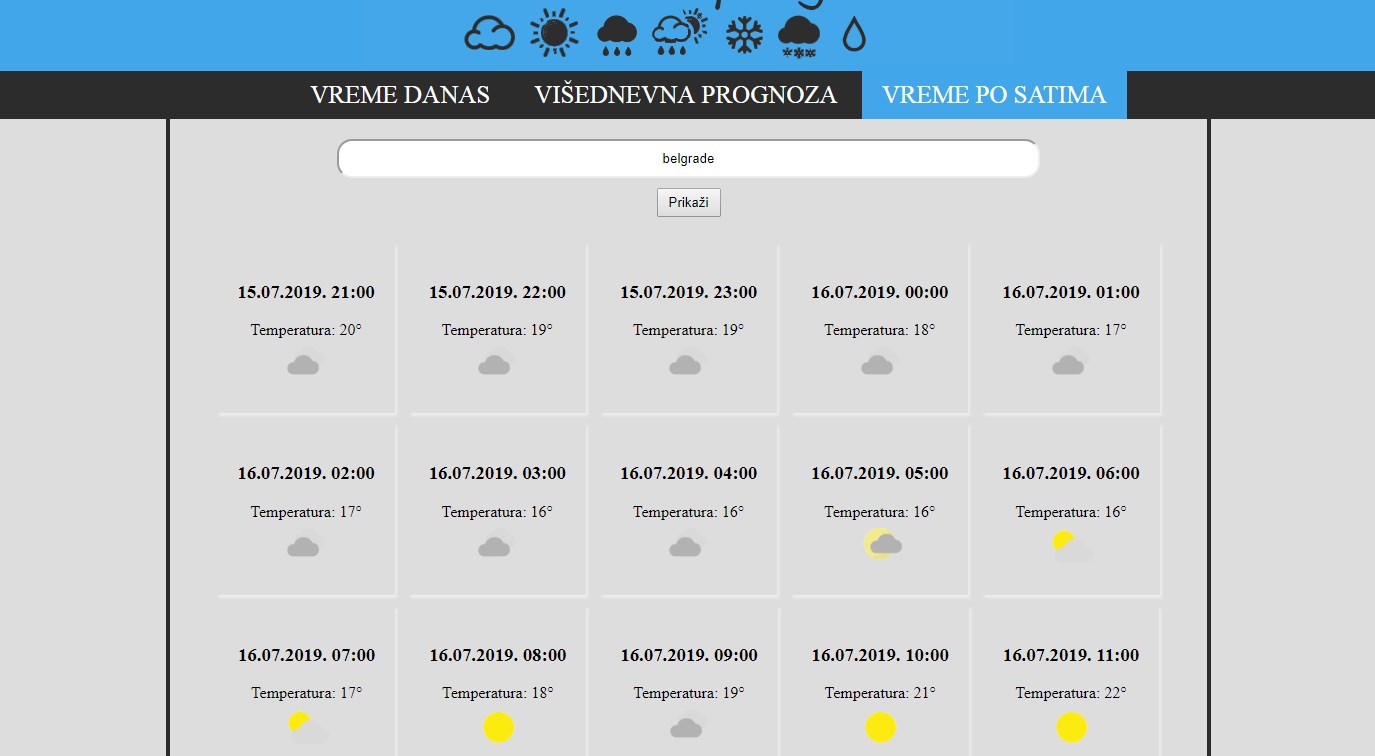 VREME DANAS VIŠEDNEVNA PROGNOZA VREME PO SATIMA
belgrade
Prikaži
15.07.2019. 21:00 15.07.2019. 22:00 15.07.2019. 23:00 16.07.2019. 00:00 16.07.2019. 01:00
Temperatura: 20° Temperatura: 19° Temperatura: 19° Temperatura: 18° Temperatura: 17°
16.07.2019. 02:00 16.07.2019. 03:00 16.07.2019. 04:00 16.07.2019. 05:00 16.07.2019. 06:00
Temperatura: 17° Temperatura: 16° Temperatura: 16° Temperatura: 16° Temperatura: 16°
16.07.2019. 07:00 16.07.2019. 08:00 16.07.2019. 09:00 16.07.2019. 10:00 16.07.2019. 11:00
Temperatura: 17° Temperatura: 18° Temperatura: 19° Temperatura: 21° Temperatura: 22°